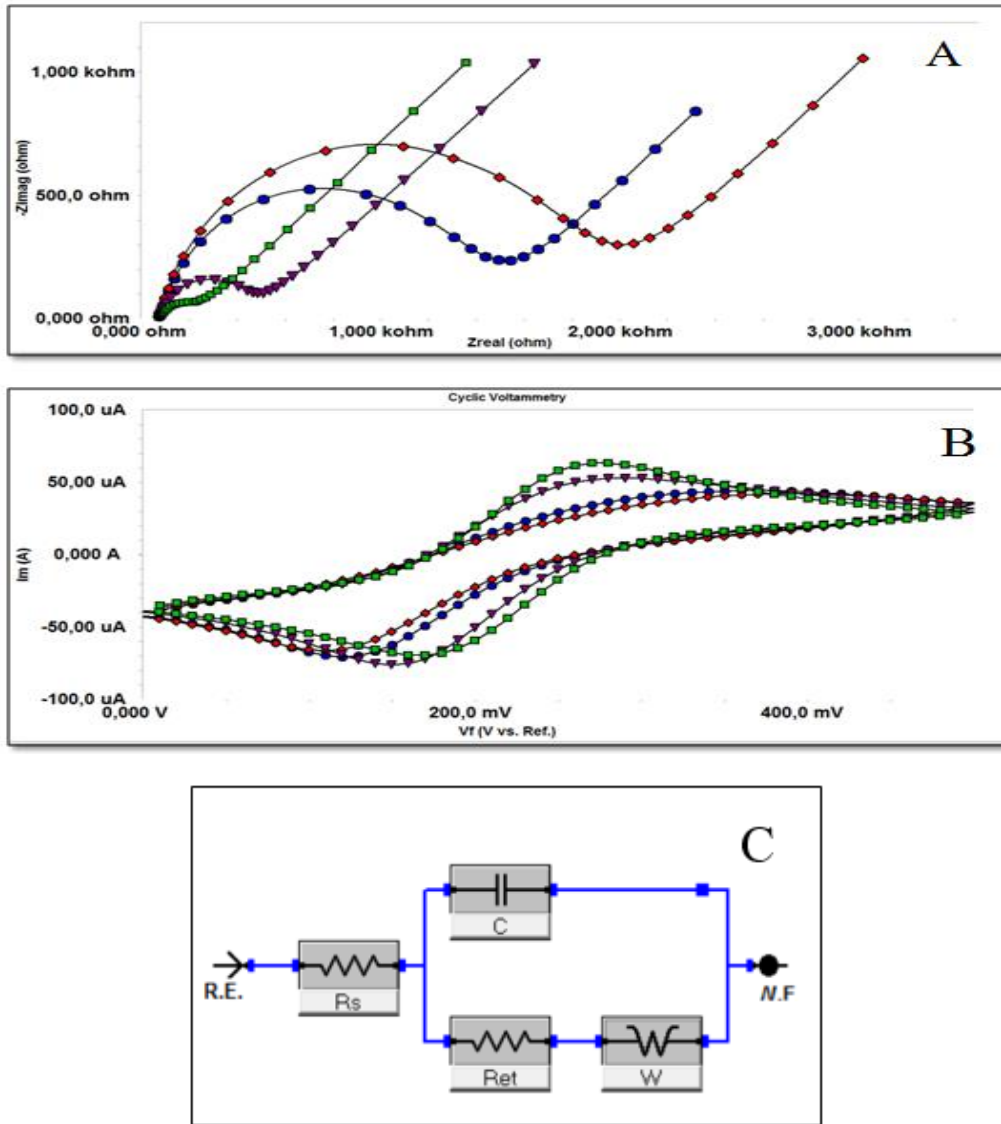 A
1,000 kohm
-Zimag (ohm)
500,0 ohm
0,000 ohm
0,000 ohm 1,000 kohm 2,000 kohm 3,000 kohm
Zreal (ohm)
Cyclic Voltammetry
B
100,0 uA
50,00 uA
0,000 A
Im (A)
-50,00 uA
-100,0 uA
0,000 V 200,0 mV 400,0 mV
Vf (V vs. Ref.)
C
C
R.E.
Rs
W.F
Ret
W